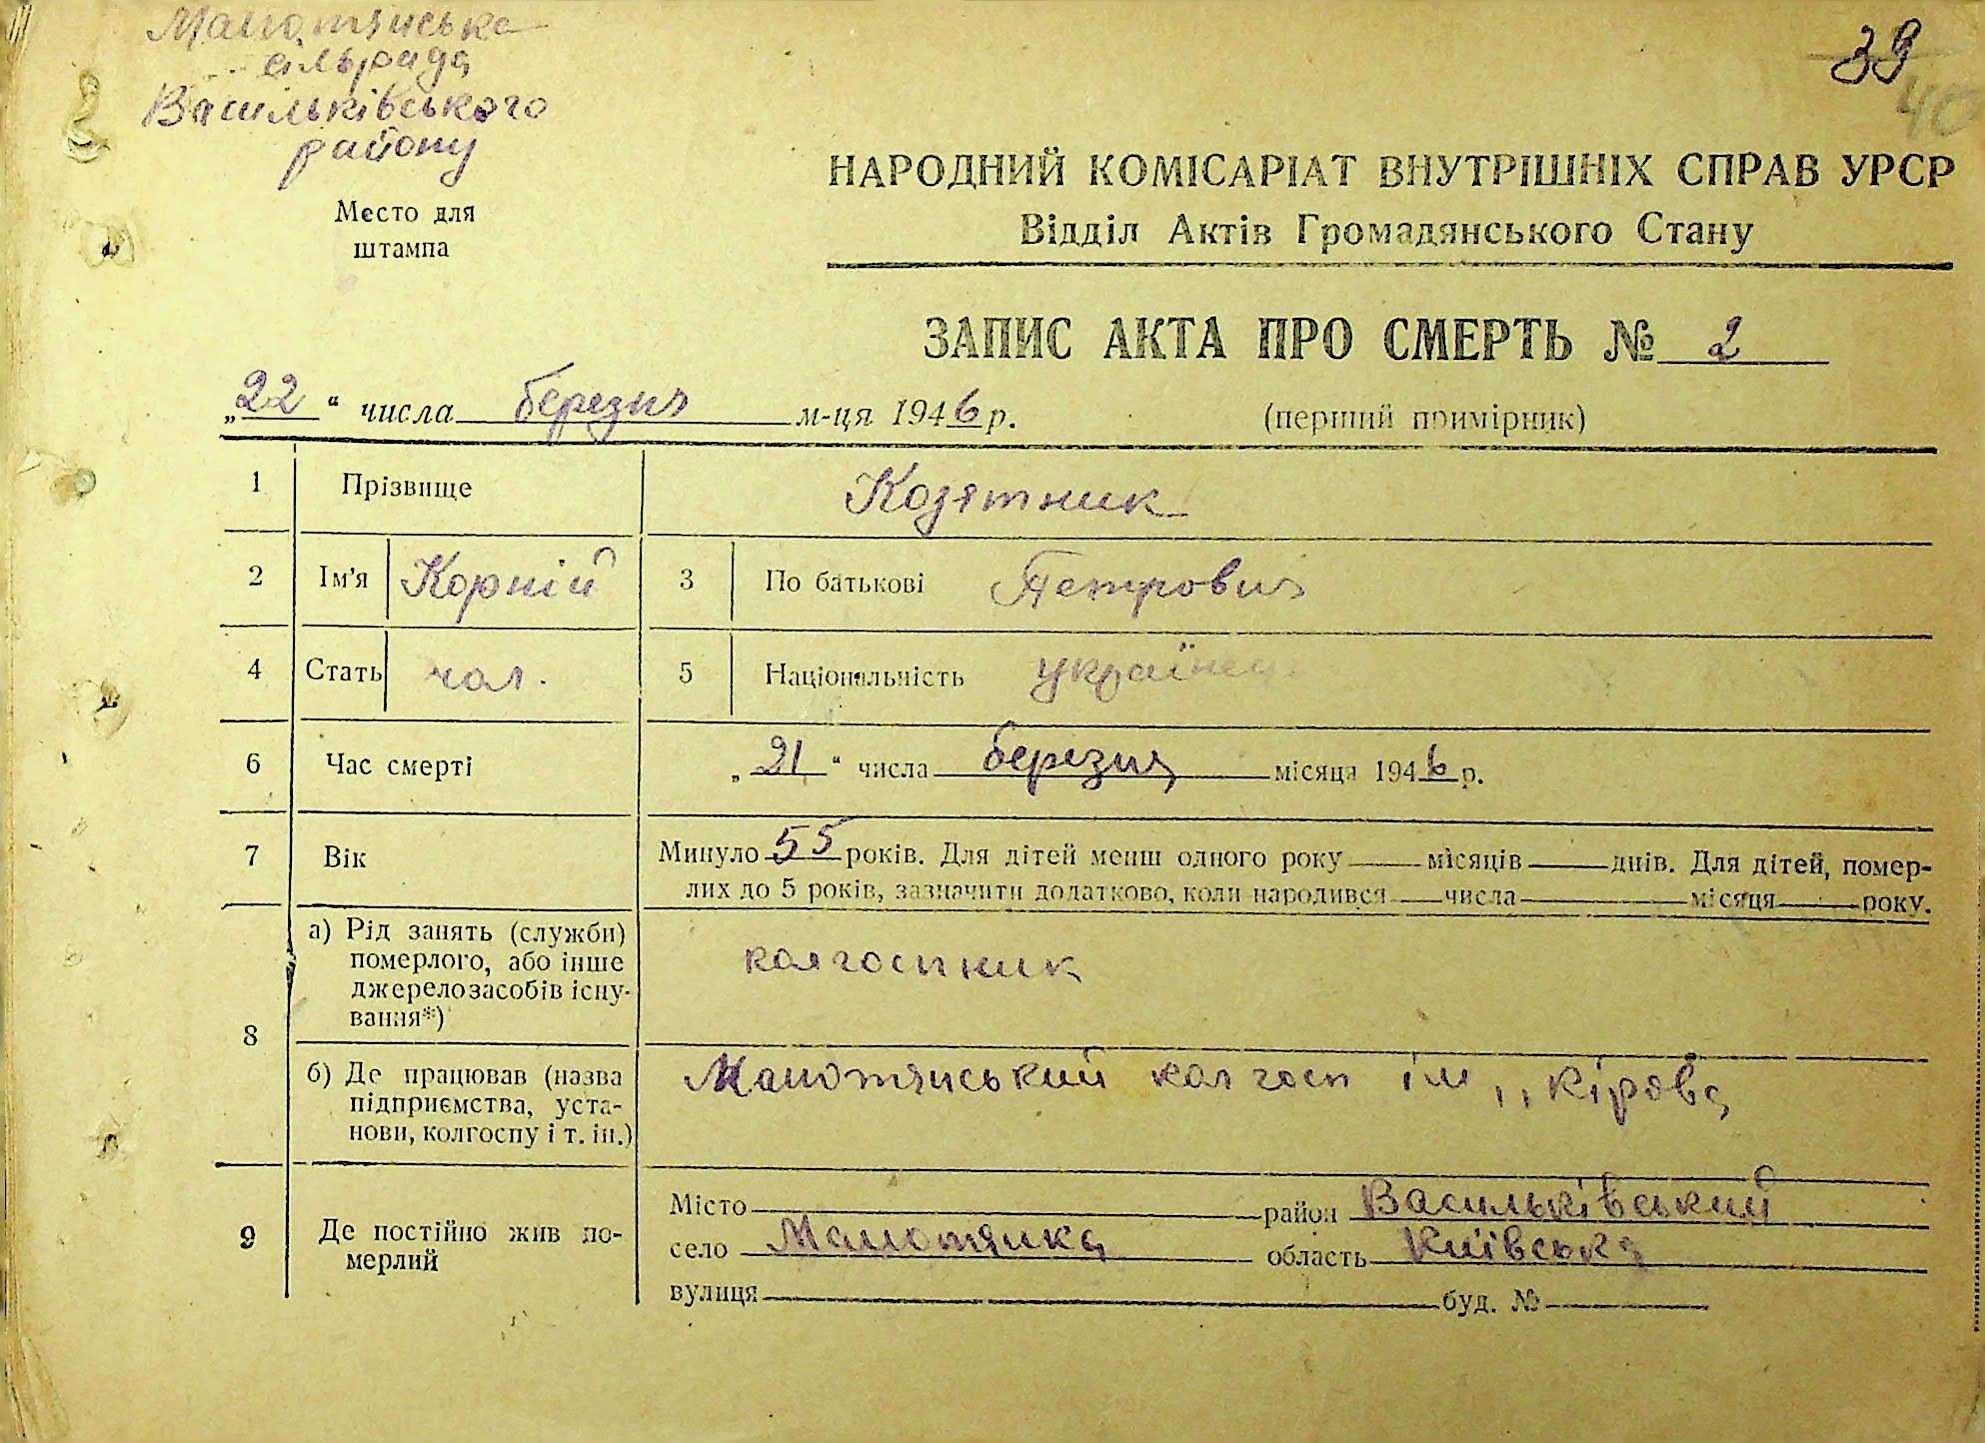 Малютянська
сільрада
Васильківського
району
Место для
штампа
39
40
НАРОДНИЙ КОМІСАРІАТ ВНУТРІШНІХ СПРАВ УРСР
Відділ Актів Громадянського Стану
ЗАПИС АКТА ПРО СМЕРТЬ № 2
„22“ числа березня м-ця 1946 р. (перший примірник)
1 Прізвище Козятник
2 Ім'я Корній 3 По батькові Петрович
4 Стать чол. 5 Національність українец
6 Час смерті „21“ числа березня місяця 1946 р.
7 Вік Минуло 55 років. Для дітей менш одного року місяців днів. Для дітей, помер-
лих до 5 років, зазначити додатково, коли народився числа місяця року.
8 а) Рід занять (служби)
померлого, або інше
джерело засобів існу-
вання*)
колгоспник
б) Де працював (назва
підприємства, уста-
нови, колгоспу і т. ін.)
Малютянський колгосп ім „Кірова
9 Де постійно жив по-
мерлий
Місто район Васильківський
село Малютянка область Київська
вулиця буд. №